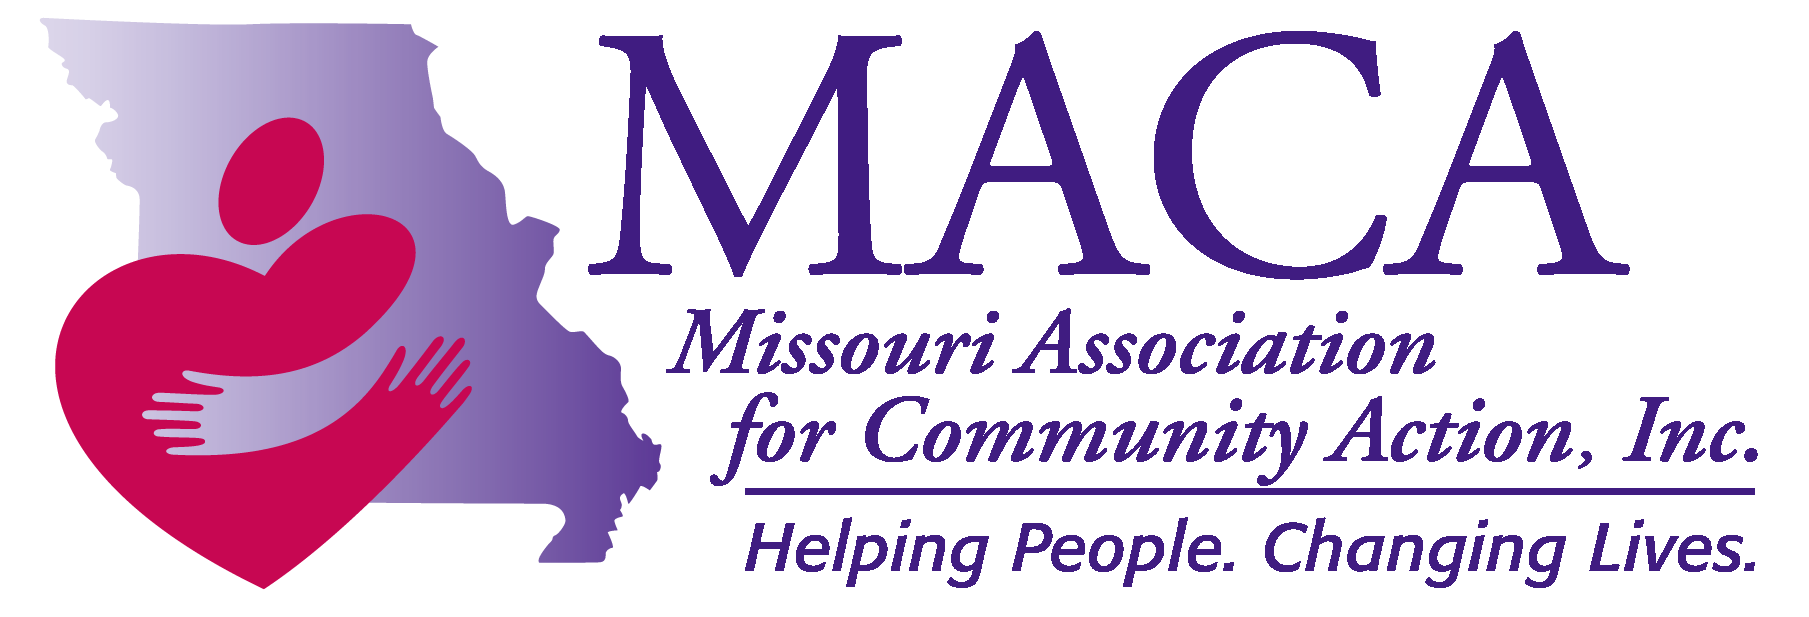 MACA
Missouri Association
for Community Action, Inc.
Helping People. Changing Lives.